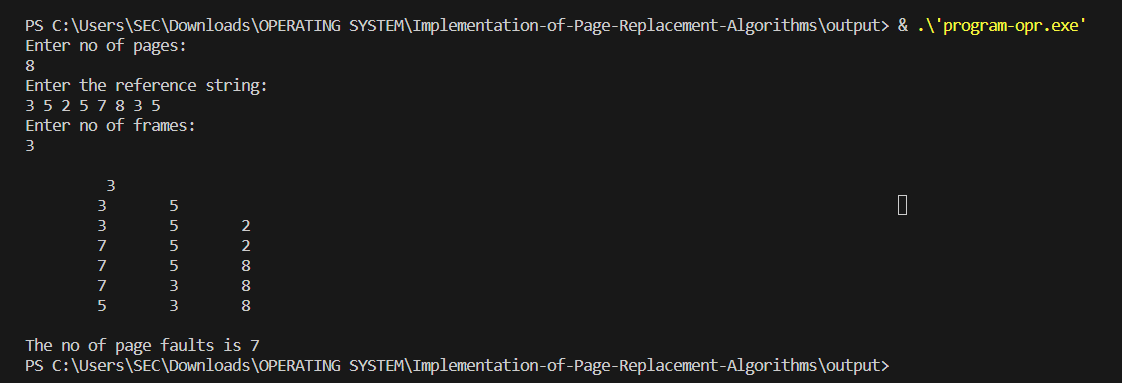 PS C:\Users\SEC\Downloads\OPERATING SYSTEM\Implementation-of-Page-Replacement-Algorithms\output> & .\'program-opr.exe'
Enter no of pages:
8
Enter the reference string:
3 5 2 5 7 8 3 5
Enter no of frames:
3
3
3 5
3 5 2
7 5 2
7 5 8
7 3 8
5 3 8
The no of page faults is 7
PS C:\Users\SEC\Downloads\OPERATING SYSTEM\Implementation-of-Page-Replacement-Algorithms\output>